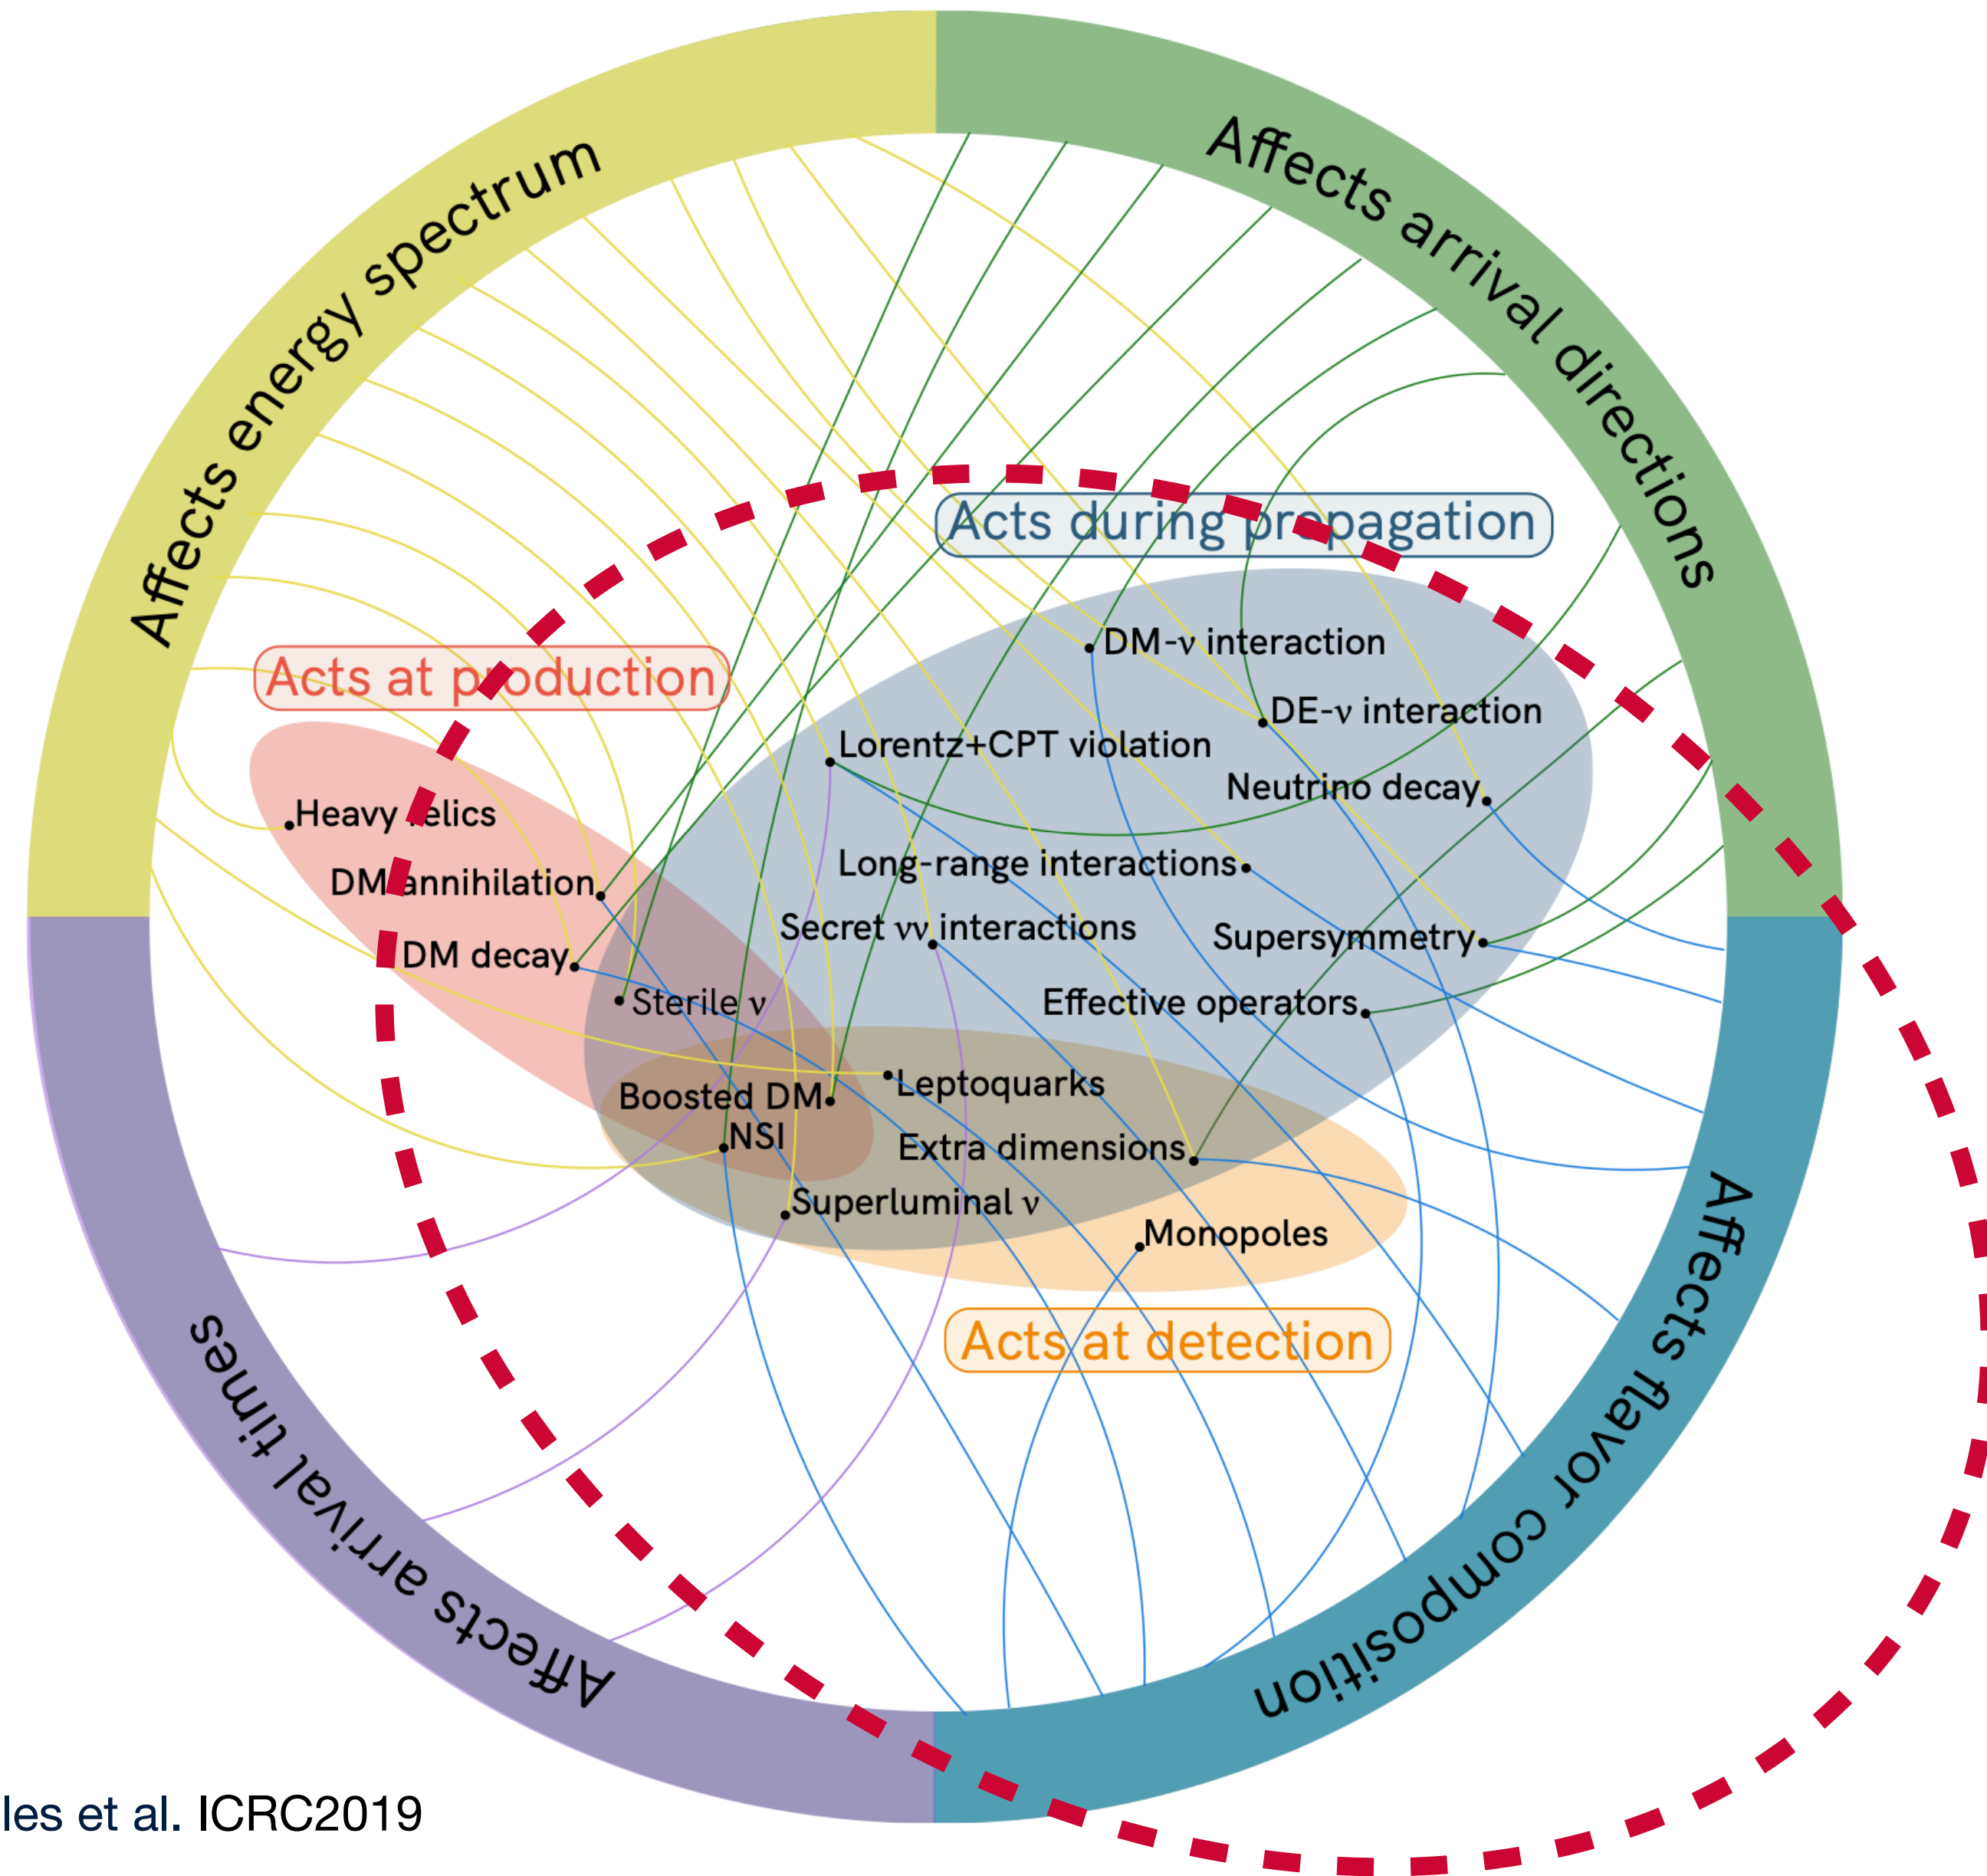 Affects energy spectrum
Affects arrival directions
Acts during propagation
DM-ν interaction
Acts at production
DE-ν interaction
Lorentz+CPT violation
Neutrino decay
Heavy relics
Long-range interactions
DM annihilation
Secret νν interactions
Supersymmetry
DM decay
Sterile ν
Effective operators
Leptoquarks
Boosted DM
NSI
Extra dimensions
Superluminal ν
Monopoles
Acts at detection
Affects arrival times
Affects flavor composition
les et al. ICRC2019